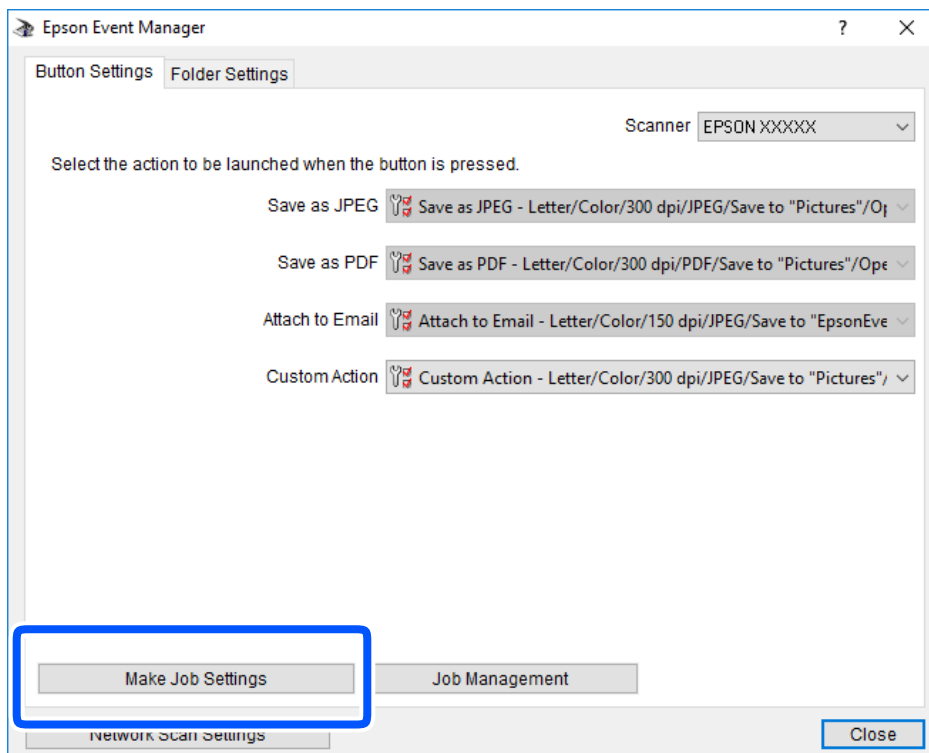 Epson Event Manager
Button Settings Folder Settings
Scanner EPSON XXXXX
Select the action to be launched when the button is pressed.
Save as JPEG Save as JPEG - Letter/Color/300 dpi/JPEG/Save to "Pictures"/Op
Save as PDF Save as PDF - Letter/Color/300 dpi/PDF/Save to "Pictures"/Ope
Attach to Email Attach to Email - Letter/Color/150 dpi/JPEG/Save to "EpsonEve
Custom Action Custom Action - Letter/Color/300 dpi/JPEG/Save to "Pictures"/
Make Job Settings Job Management
Network Scan Settings Close